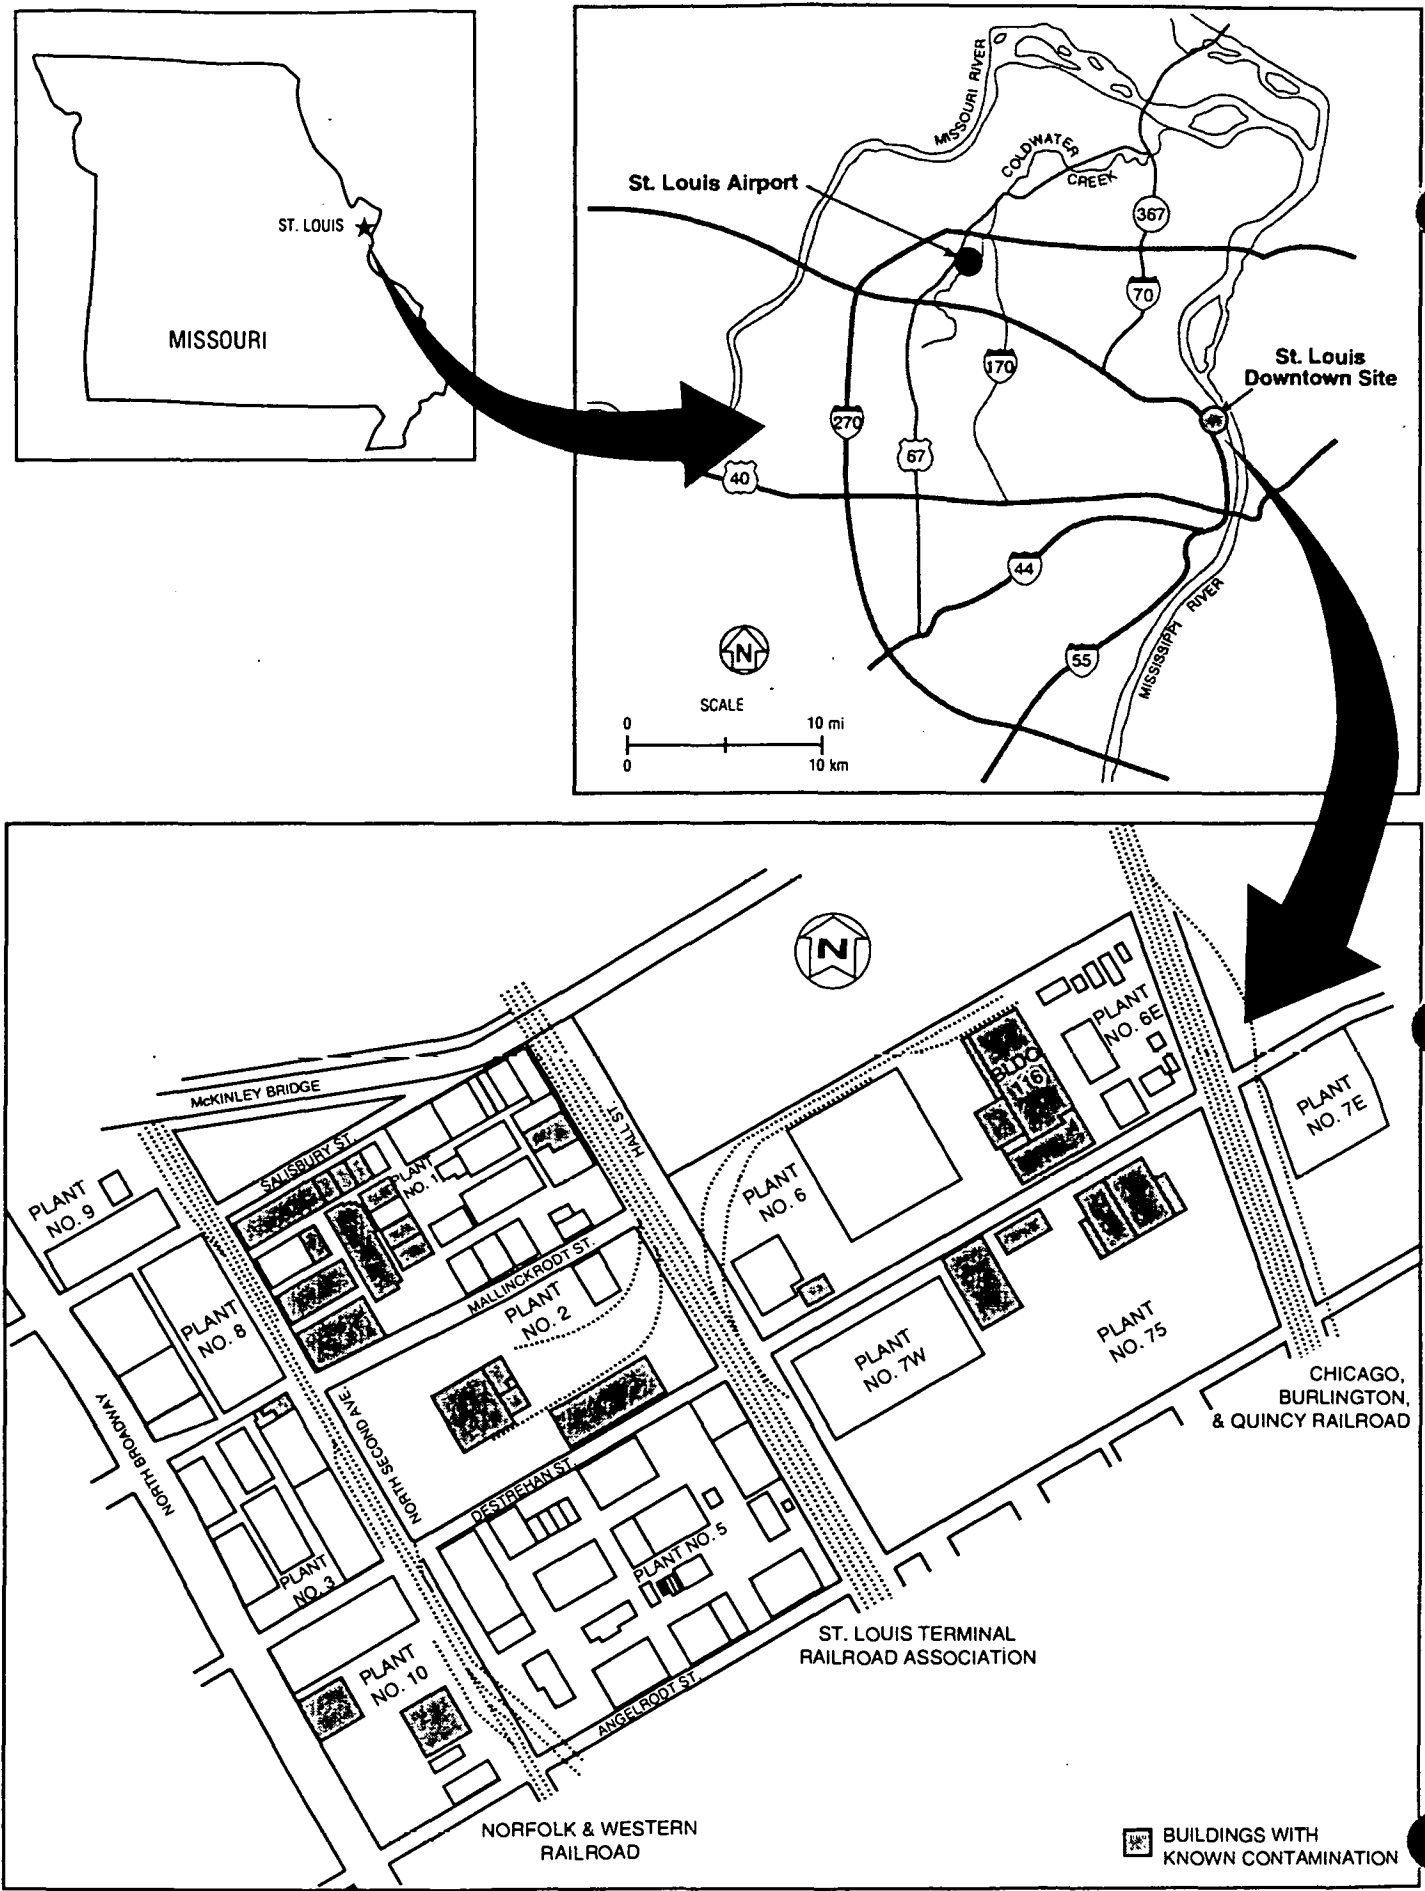 ST. LOUIS
MISSOURI
MISSOURI RIVER
COLDWATER
CREEK
St. Louis Airport
367
70
170
St. Louis
Downtown Site
270
67
40
44
55
MISSISSIPPI RIVER
N
SCALE
0
10 mi
0
10 km
N
McKINLEY BRIDGE
SALISBURY ST.
HALL ST.
PLANT
NO. 9
PLANT
NO. 1
PLANT
NO. 6E
BLDG
116
PLANT
NO. 7E
PLANT
NO. 6
MALLINCKRODT ST.
PLANT
NO. 2
PLANT
NO. 8
PLANT
NO. 7W
PLANT
NO. 75
NORTH BROADWAY
NORTH SECOND AVE.
DESTREHAN ST.
PLANT NO. 5
PLANT
NO. 3
PLANT
NO. 10
ANGELRODT ST.
CHICAGO,
BURLINGTON,
& QUINCY RAILROAD
ST. LOUIS TERMINAL
RAILROAD ASSOCIATION
NORFOLK & WESTERN
RAILROAD
BUILDINGS WITH
KNOWN CONTAMINATION